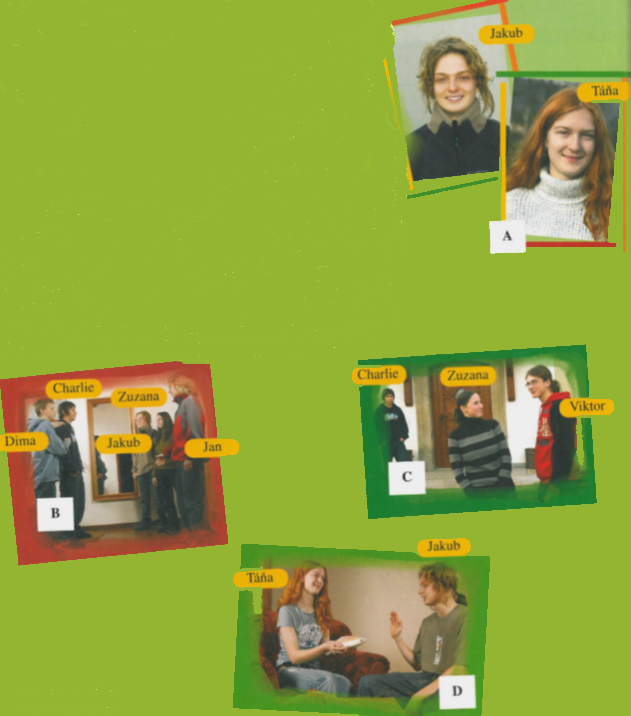 Jakub
Táňa
A
Charlie
Zuzana
Dima
Jakub
Jan
B
Charlie
Zuzana
Viktor
C
Jakub
Táňa
D